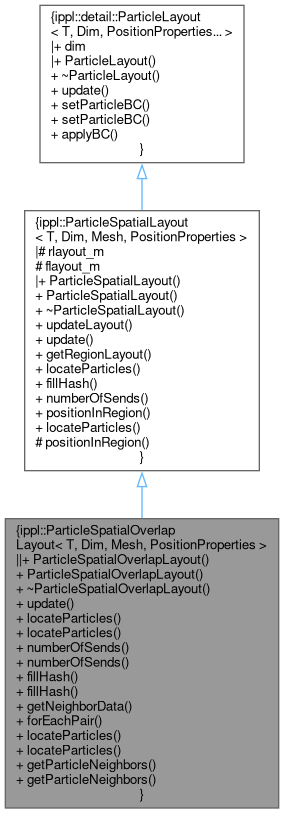 {ippl::detail::ParticleLayout
< T, Dim, PositionProperties... >
|+ dim
|+ ParticleLayout()
+ ~ParticleLayout()
+ update()
+ setParticleBC()
+ setParticleBC()
+ applyBC()
}
{ippl::ParticleSpatialLayout
< T, Dim, Mesh, PositionProperties >
|# rlayout_m
# flayout_m
|+ ParticleSpatialLayout()
+ ParticleSpatialLayout()
+ ~ParticleSpatialLayout()
+ updateLayout()
+ update()
+ getRegionLayout()
+ locateParticles()
+ fillHash()
+ numberOfSends()
+ positionInRegion()
+ locateParticles()
# positionInRegion()
}
{ippl::ParticleSpatialOverlap
Layout< T, Dim, Mesh, PositionProperties >
||+ ParticleSpatialOverlapLayout()
+ ParticleSpatialOverlapLayout()
+ ~ParticleSpatialOverlapLayout()
+ update()
+ locateParticles()
+ locateParticles()
+ numberOfSends()
+ numberOfSends()
+ fillHash()
+ fillHash()
+ getNeighborData()
+ forEachPair()
+ locateParticles()
+ locateParticles()
+ getParticleNeighbors()
+ getParticleNeighbors()
}